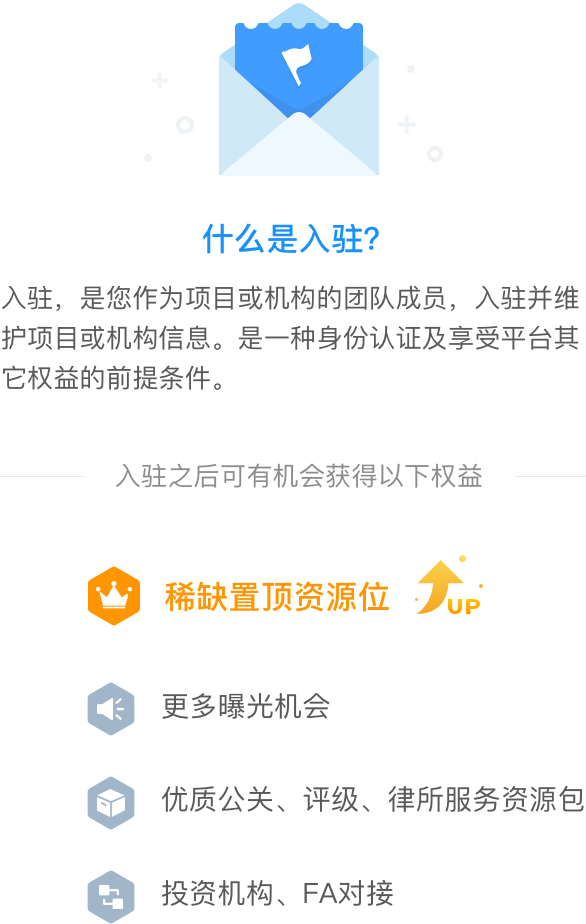 什么是入驻?
入驻，是您作为项目或机构的团队成员，入驻并维
护项目或机构信息。是一种身份认证及享受平台其
它权益的前提条件。
入驻之后可有机会获得以下权益
稀缺置顶资源位
UP
更多曝光机会
优质公关、评级、律所服务资源包
投资机构、FA对接